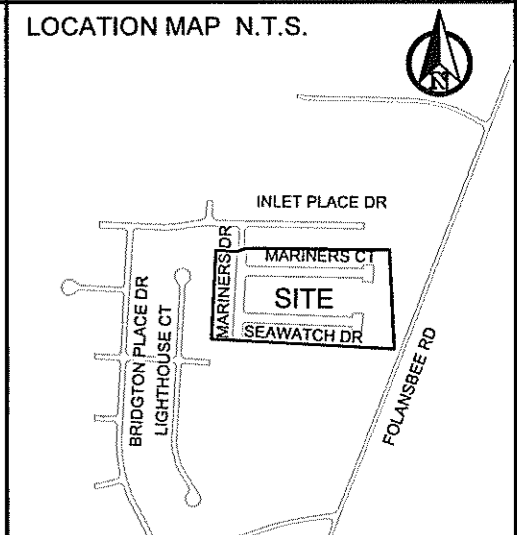 LOCATION MAP N.T.S.
N
INLET PLACE DR
MARINERS DR
MARINERS CT
SITE
SEAWATCH DR
BRIDGTON PLACE DR
LIGHTHOUSE CT
FOLANSBEE RD